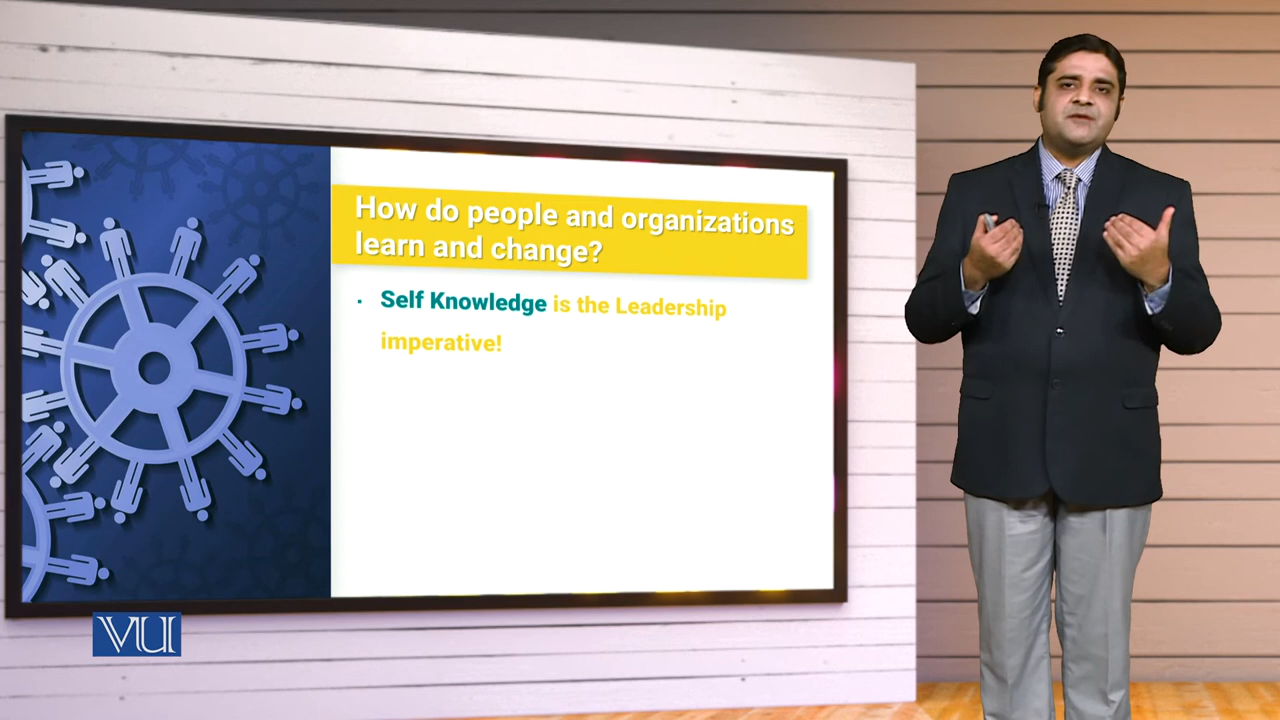 How do people and organizations
learn and change?
· Self Knowledge is the Leadership
imperative!
VU